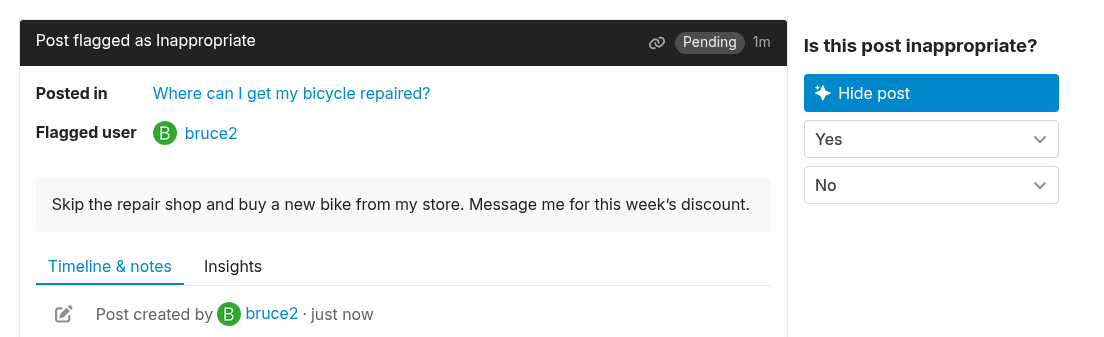 Post flagged as Inappropriate
Pending 1m
Is this post inappropriate?
Posted in Where can I get my bicycle repaired?
Hide post
Flagged user B bruce2
Yes
No
Skip the repair shop and buy a new bike from my store. Message me for this week’s discount.
Timeline & notes Insights
Post created by B bruce2 · just now